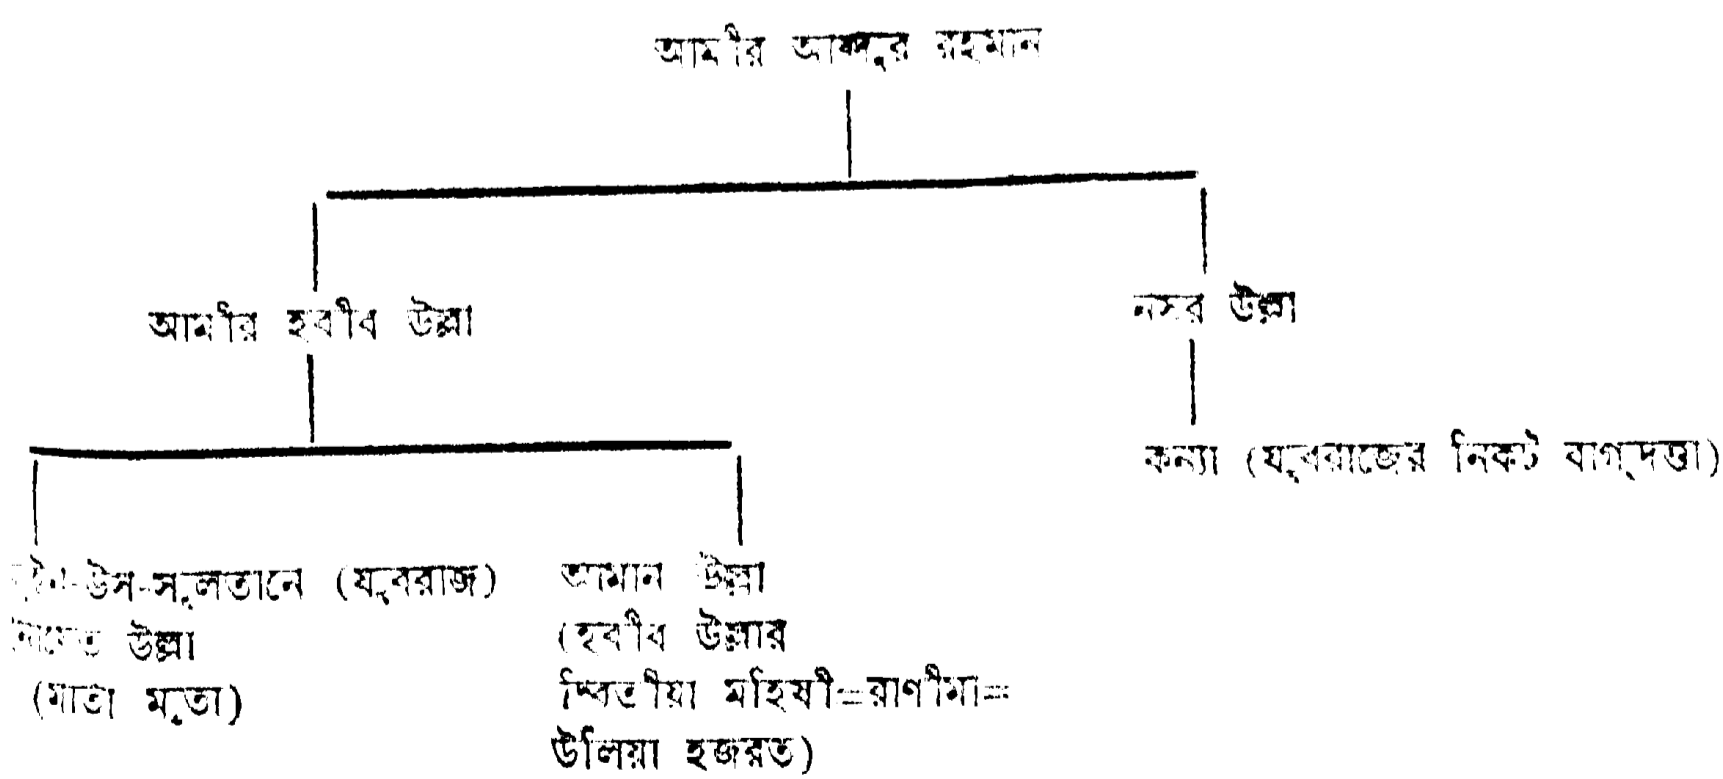 আমীর আব্দুর রহমান
আমীর হবীব উল্লা
নসর উল্লা
কন্যা (যুবরাজের নিকট বাগ্‌দত্তা)
উস-সুলতানে (যুবরাজ)
উল্লা
(মাতা মৃতা)
আমান উল্লা
(হবীব উল্লার
দ্বিতীয়া মহিষী=রাণীমা=
উলিয়া হজরত)